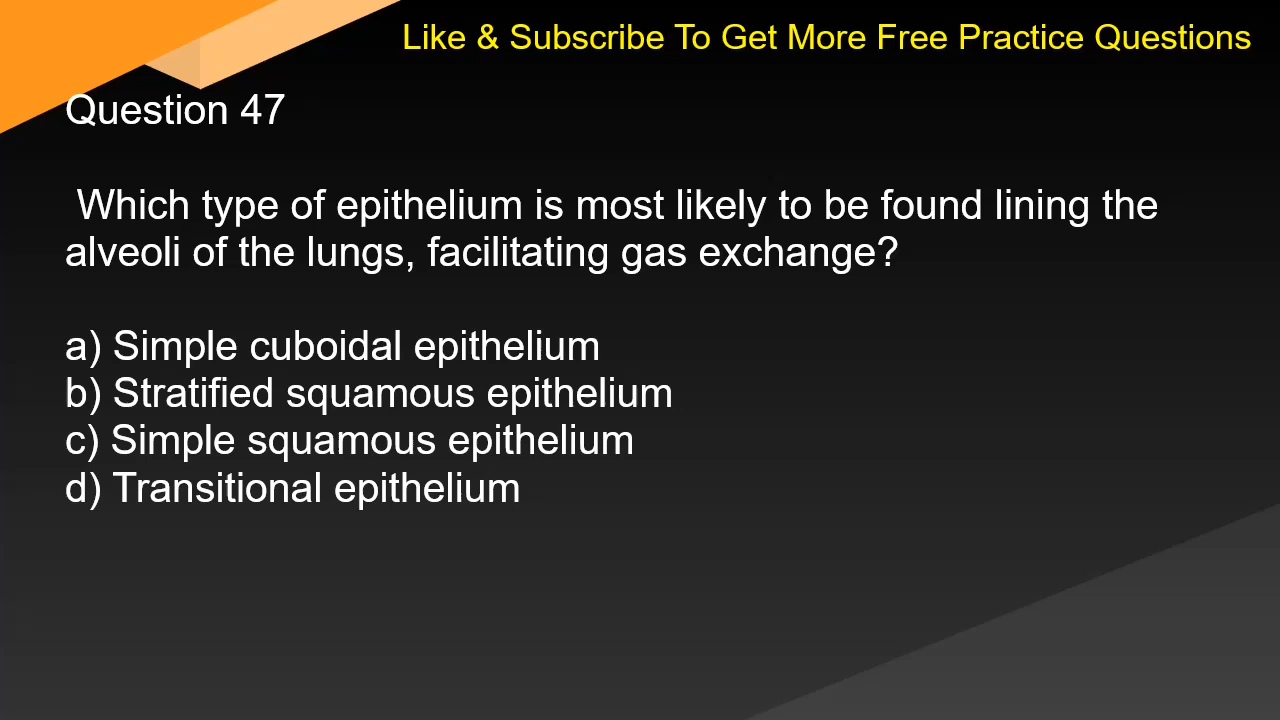 Like & Subscribe To Get More Free Practice Questions
Question 47
Which type of epithelium is most likely to be found lining the
alveoli of the lungs, facilitating gas exchange?
a) Simple cuboidal epithelium
b) Stratified squamous epithelium
c) Simple squamous epithelium
d) Transitional epithelium